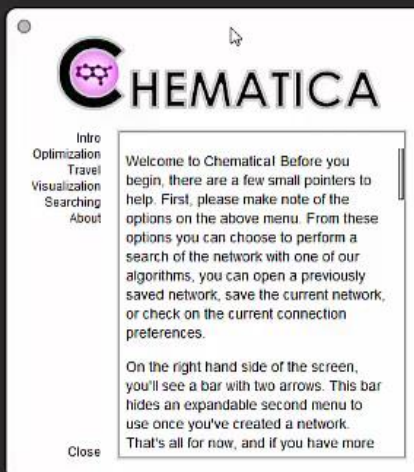 CHEMATICA
Intro
Optimization
Travel
Visualization
Searching
About
Welcome to Chematica! Before you
begin, there are a few small pointers to
help. First, please make note of the
options on the above menu. From these
options you can choose to perform a
search of the network with one of our
algorithms, you can open a previously
saved network, save the current network,
or check on the current connection
preferences.
On the right hand side of the screen,
you'll see a bar with two arrows. This bar
hides an expandable second menu to
use once you've created a network.
That's all for now, and if you have more
Close